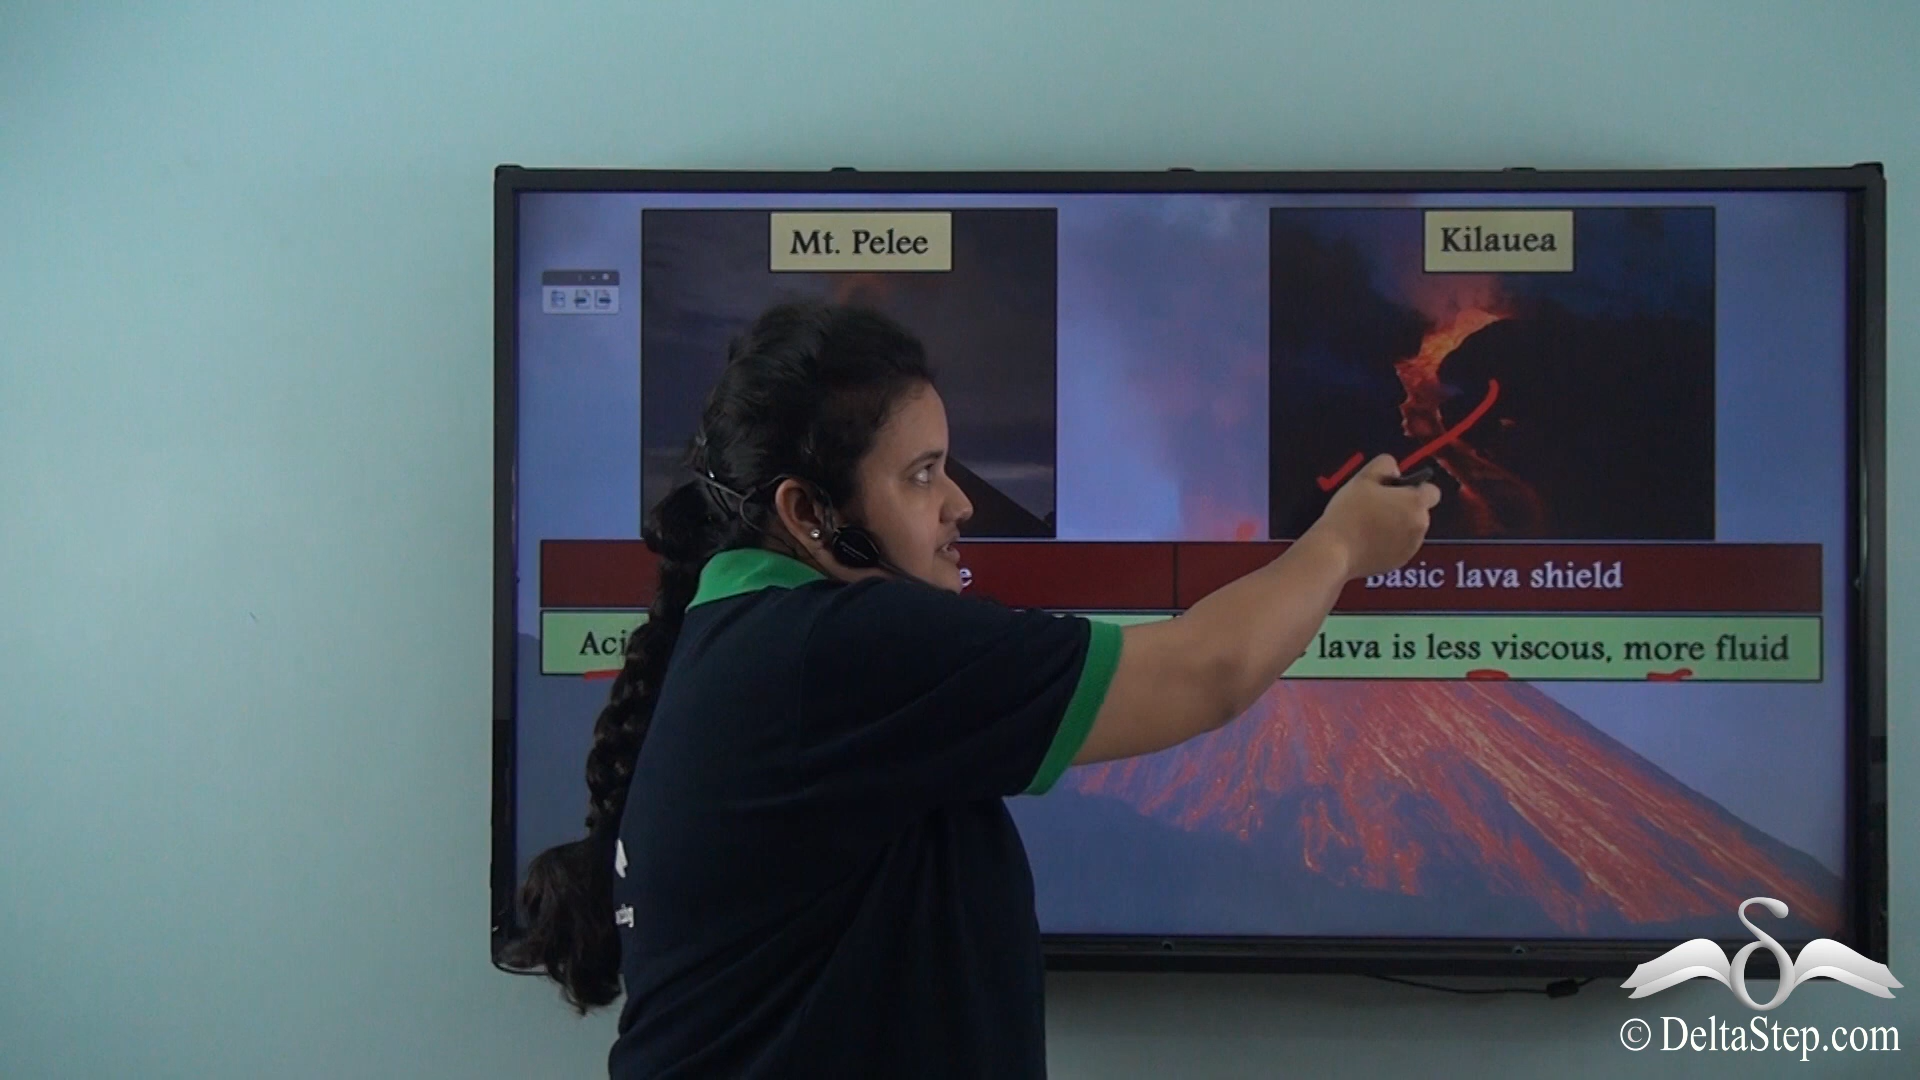 Mt. Pelee
Kilauea
Basic lava shield
lava is less viscous, more fluid
© DeltaStep.com